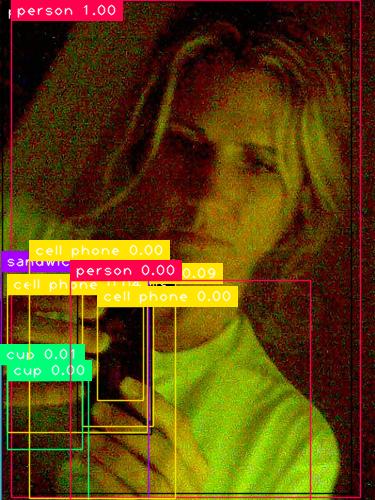 person 1.00
cell phone 0.00
sandwic
person 0.00
0.09
cell phone
cell phone 0.00
cup 0.01
cup 0.00